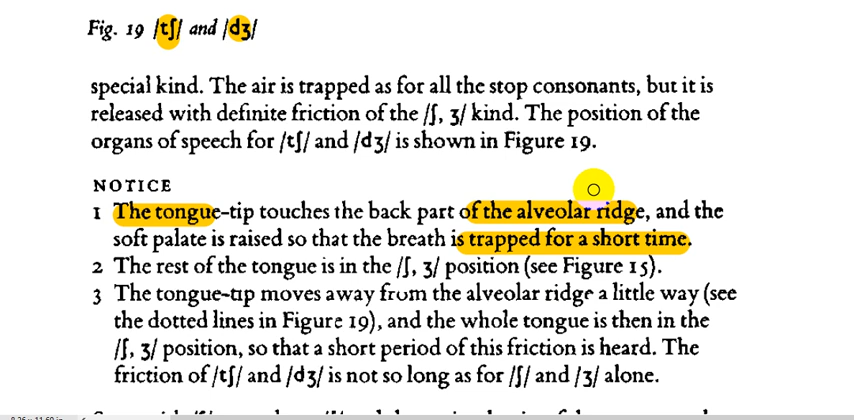 Fig. 19 /tʃ/ and /dʒ/
special kind. The air is trapped as for all the stop consonants, but it is
released with definite friction of the /ʃ, ʒ/ kind. The position of the
organs of speech for /tʃ/ and /dʒ/ is shown in Figure 19.
NOTICE
1 The tongue-tip touches the back part of the alveolar ridge, and the
soft palate is raised so that the breath is trapped for a short time.
2 The rest of the tongue is in the /ʃ, ʒ/ position (see Figure 15).
3 The tongue-tip moves away from the alveolar ridge a little way (see
the dotted lines in Figure 19), and the whole tongue is then in the
/ʃ, ʒ/ position, so that a short period of this friction is heard. The
friction of /tʃ/ and /dʒ/ is not so long as for /ʃ/ and /ʒ/ alone.